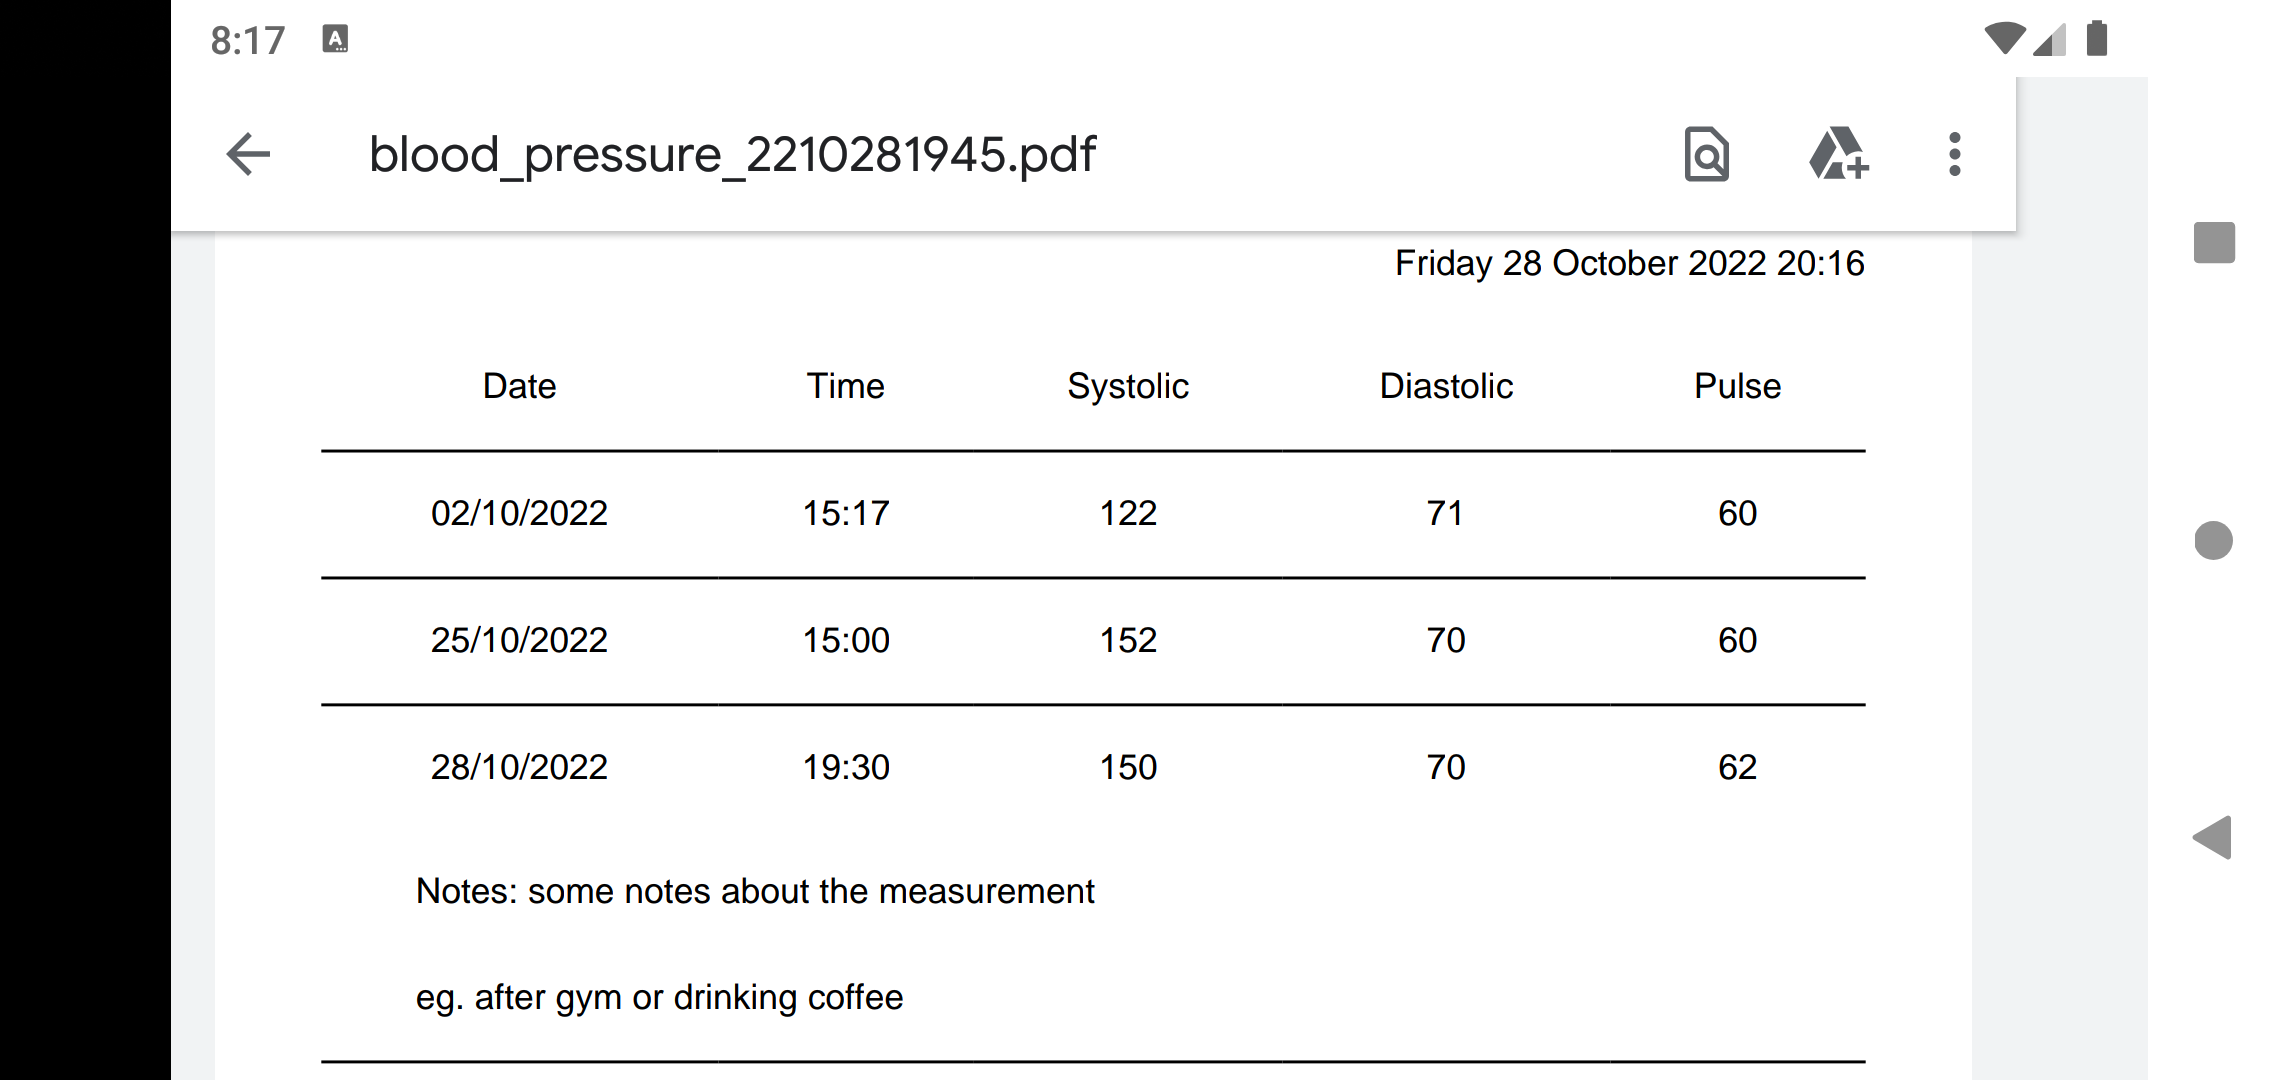 8:17 A
blood_pressure_2210281945.pdf
Friday 28 October 2022 20:16
Date Time Systolic Diastolic Pulse
02/10/2022 15:17 122 71 60
25/10/2022 15:00 152 70 60
28/10/2022 19:30 150 70 62
Notes: some notes about the measurement
eg. after gym or drinking coffee